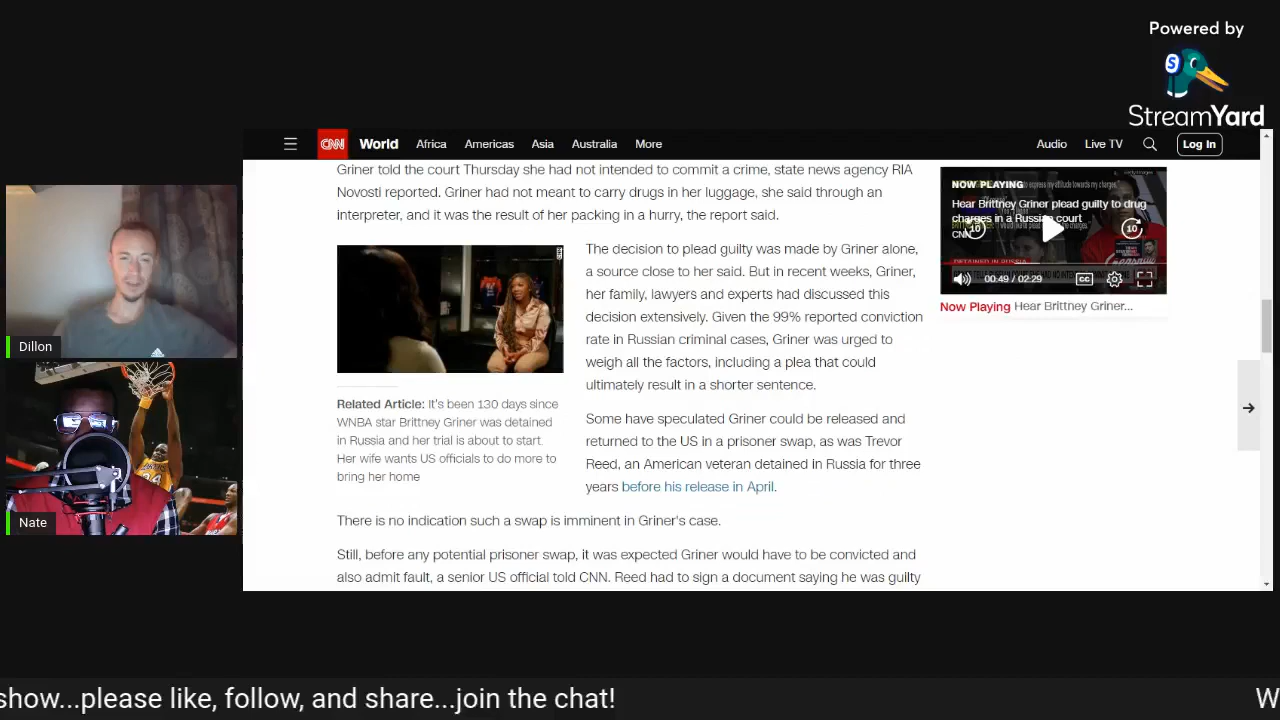 Powered by
StreamYard
CNN World Africa Americas Asia Australia More Audio Live TV Log In
Griner told the court Thursday she had not intended to commit a crime, state news agency RIA
Novosti reported. Griner had not meant to carry drugs in her luggage, she said through an
interpreter, and it was the result of her packing in a hurry, the report said.
The decision to plead guilty was made by Griner alone,
a source close to her said. But in recent weeks, Griner,
her family, lawyers and experts had discussed this
decision extensively. Given the 99% reported conviction
rate in Russian criminal cases, Griner was urged to
weigh all the factors, including a plea that could
ultimately result in a shorter sentence.
Related Article: It's been 130 days since
WNBA star Brittney Griner was detained
in Russia and her trial is about to start.
Her wife wants US officials to do more to
bring her home
Some have speculated Griner could be released and
returned to the US in a prisoner swap, as was Trevor
Reed, an American veteran detained in Russia for three
years before his release in April.
There is no indication such a swap is imminent in Griner's case.
Still, before any potential prisoner swap, it was expected Griner would have to be convicted and
also admit fault, a senior US official told CNN. Reed had to sign a document saying he was guilty
NOW PLAYING
Hear Brittney Griner plead guilty to drug
charges in a Russian court
CNN
10 10
00:49 / 02:29 CC
Now Playing Hear Brittney Griner...
Dillon
Nate
show...please like, follow, and share...join the chat!
W